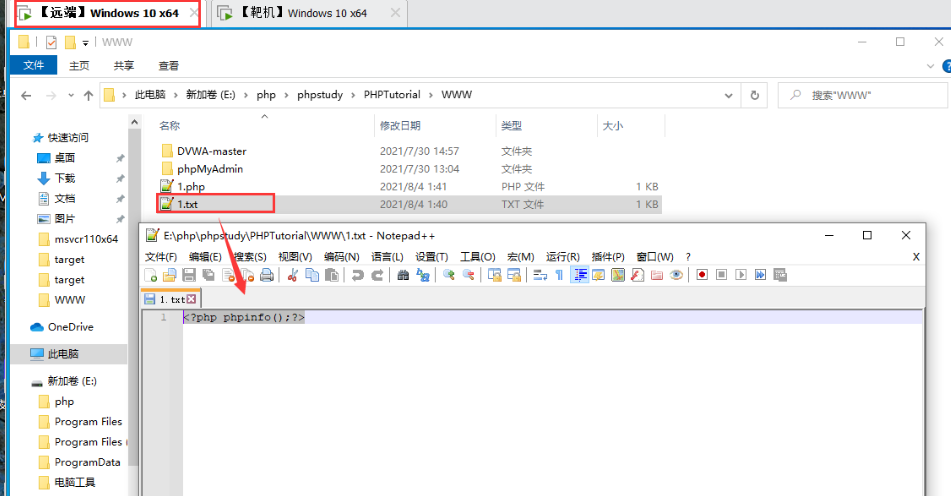 【远端】Windows 10 x64 【靶机】Windows 10 x64
WWW
文件 主页 共享 查看
此电脑 新加卷 (E:) php phpstudy PHPTutorial WWW 搜索"WWW"
名称 修改日期 类型 大小
快速访问
桌面
下载
文档
图片
msvcr110x64
target
target
WWW
OneDrive
此电脑
新加卷 (E:)
php
Program Files
Program Files (
ProgramData
电脑工具
DVWA-master 2021/7/30 14:57 文件夹
phpMyAdmin 2021/7/30 13:04 文件夹
1.php 2021/8/4 1:41 PHP 文件 1 KB
1.txt 2021/8/4 1:40 TXT 文件 1 KB
E:\php\phpstudy\PHPTutorial\WWW\1.txt - Notepad++
文件(F) 编辑(E) 搜索(S) 视图(V) 编码(N) 语言(L) 设置(T) 工具(O) 宏(M) 运行(R) 插件(P) 窗口(W) ? X
1.txt
1 <?php phpinfo();?>